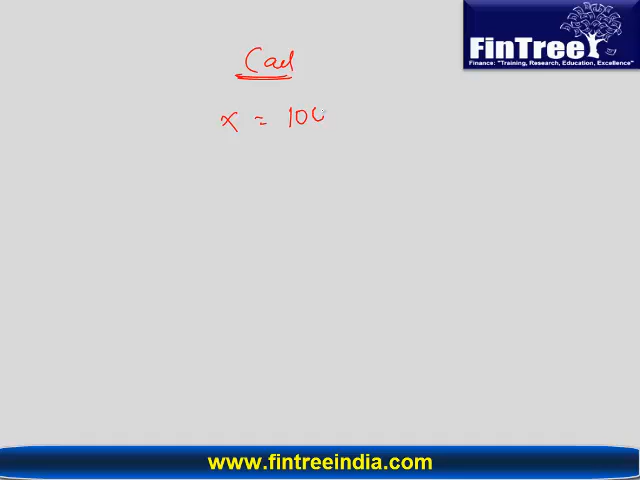 FinTree
Finance: "Training, Research, Education, Excellence"
Call
x = 100
www.fintreeindia.com